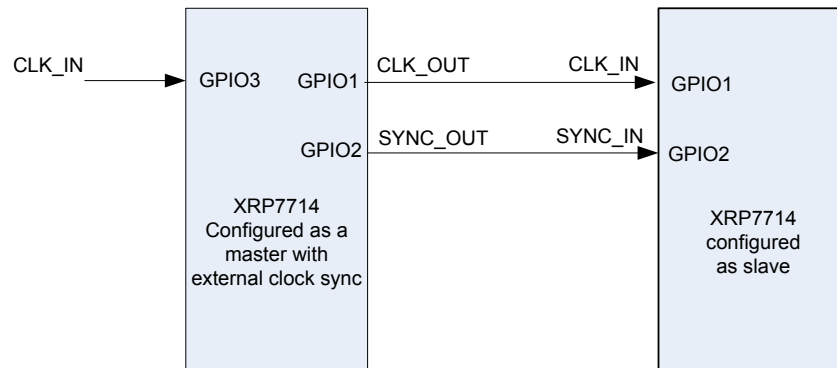 CLK_IN
GPIO3
GPIO1
CLK_OUT
CLK_IN
GPIO1
GPIO2
SYNC_OUT
SYNC_IN
GPIO2
XRP7714
Configured as a
master with
external clock sync
XRP7714
configured
as slave